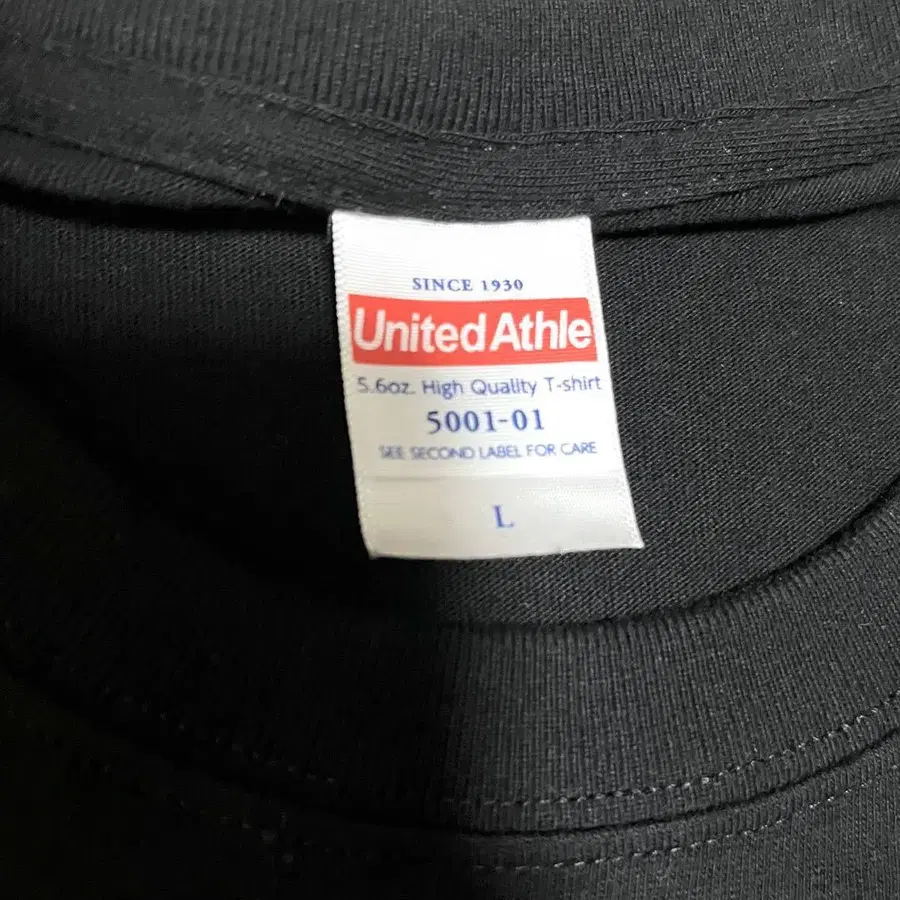 SINCE 1930
United Athle
5.6oz. High Quality T-shirt
5001-01
SEE SECOND LABEL FOR CARE
L